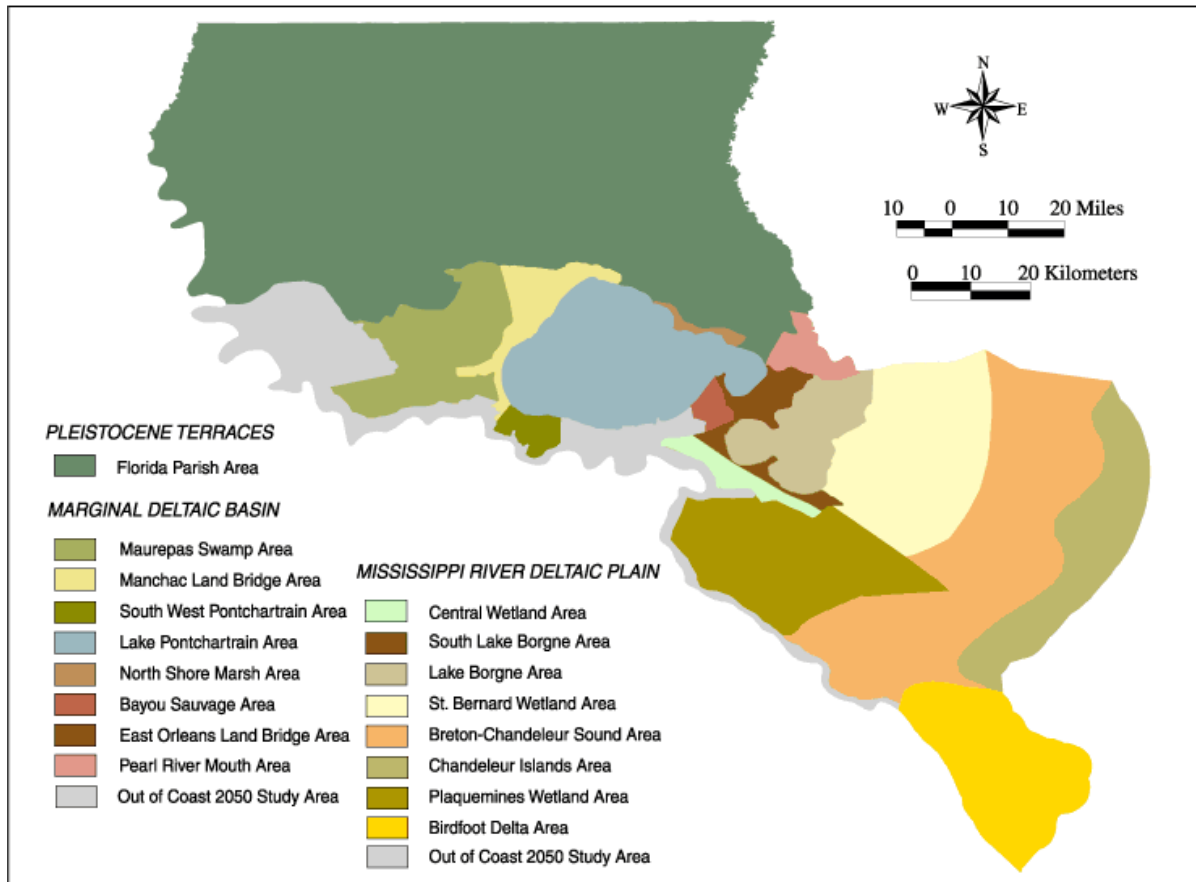 N
W E
S
10 0 10 20 Miles
0 10 20 Kilometers
PLEISTOCENE TERRACES
Florida Parish Area
MARGINAL DELTAIC BASIN
Maurepas Swamp Area
Manchac Land Bridge Area
South West Pontchartrain Area
Lake Pontchartrain Area
North Shore Marsh Area
Bayou Sauvage Area
East Orleans Land Bridge Area
Pearl River Mouth Area
Out of Coast 2050 Study Area
MISSISSIPPI RIVER DELTAIC PLAIN
Central Wetland Area
South Lake Borgne Area
Lake Borgne Area
St. Bernard Wetland Area
Breton-Chandeleur Sound Area
Chandeleur Islands Area
Plaquemines Wetland Area
Birdfoot Delta Area
Out of Coast 2050 Study Area